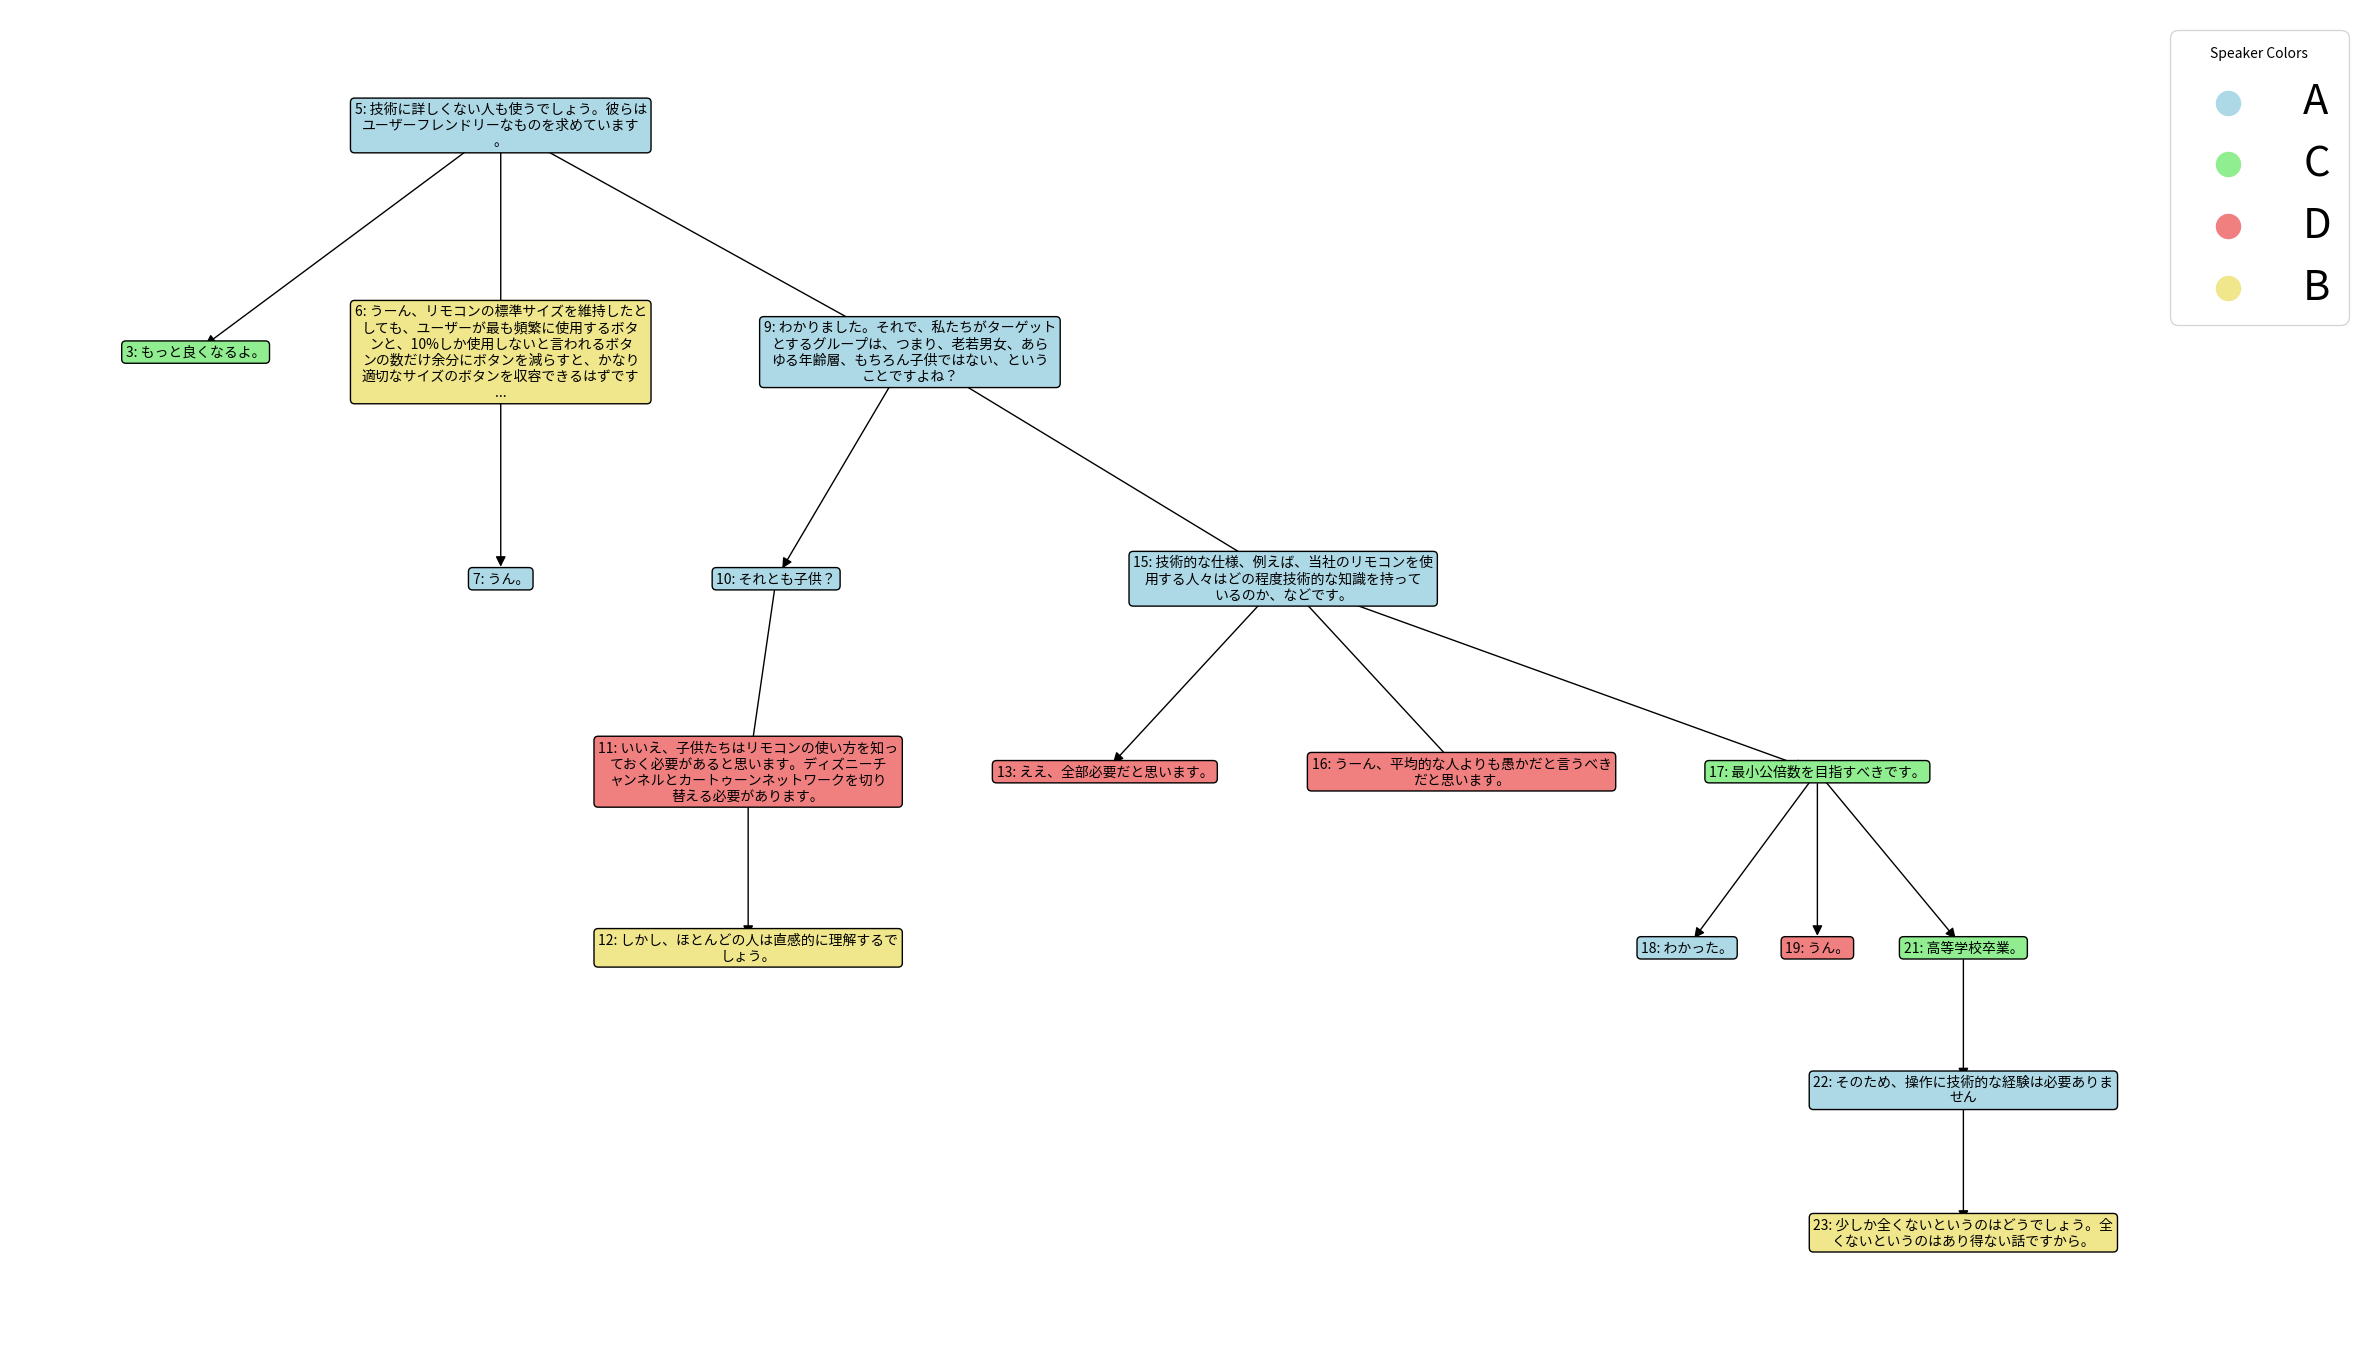 Speaker Colors
A
C
D
B
5: 技術に詳しくない人も使うでしょう。彼らは
ユーザーフレンドリーなものを求めています
。
3: もっと良くなるよ。
6: うーん、リモコンの標準サイズを維持したと
しても、ユーザーが最も頻繁に使用するボタ
ンと、10%しか使用しないと言われるボタ
ンの数だけ余分にボタンを減らすと、かなり
適切なサイズのボタンを収容できるはずです
...
9: わかりました。それで、私たちがターゲット
とするグループは、つまり、老若男女、あら
ゆる年齢層、もちろん子供ではない、という
ことですよね？
7: うん。
10: それとも子供？
15: 技術的な仕様、例えば、当社のリモコンを使
用する人々はどの程度技術的な知識を持って
いるのか、などです。
11: いいえ、子供たちはリモコンの使い方を知っ
ておく必要があると思います。ディズニーチ
ャンネルとカートゥーンネットワークを切り
替える必要があります。
13: ええ、全部必要だと思います。
16: うーん、平均的な人よりも愚かだと言うべき
だと思います。
17: 最小公倍数を目指すべきです。
12: しかし、ほとんどの人は直感的に理解するで
しょう。
18: わかった。
19: うん。
21: 高等学校卒業。
22: そのため、操作に技術的な経験は必要ありま
せん
23: 少しか全くないというのはどうでしょう。全
くないというのはあり得ない話ですから。